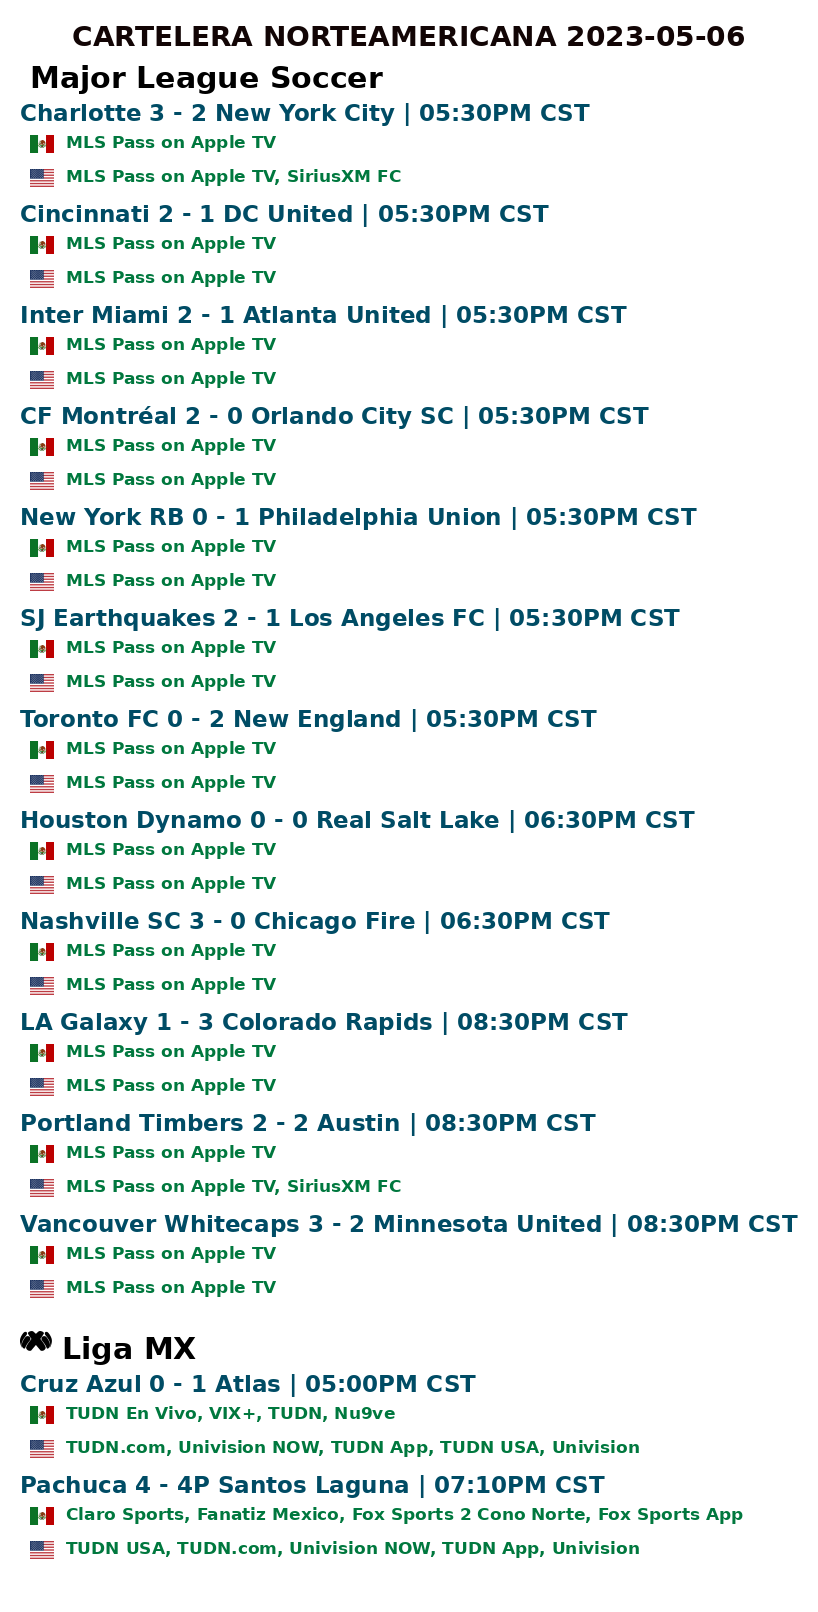 CARTELERA NORTEAMERICANA 2023-05-06
Major League Soccer
Charlotte 3 - 2 New York City | 05:30PM CST
MLS Pass on Apple TV
MLS Pass on Apple TV, SiriusXM FC
Cincinnati 2 - 1 DC United | 05:30PM CST
MLS Pass on Apple TV
MLS Pass on Apple TV
Inter Miami 2 - 1 Atlanta United | 05:30PM CST
MLS Pass on Apple TV
MLS Pass on Apple TV
CF Montréal 2 - 0 Orlando City SC | 05:30PM CST
MLS Pass on Apple TV
MLS Pass on Apple TV
New York RB 0 - 1 Philadelphia Union | 05:30PM CST
MLS Pass on Apple TV
MLS Pass on Apple TV
SJ Earthquakes 2 - 1 Los Angeles FC | 05:30PM CST
MLS Pass on Apple TV
MLS Pass on Apple TV
Toronto FC 0 - 2 New England | 05:30PM CST
MLS Pass on Apple TV
MLS Pass on Apple TV
Houston Dynamo 0 - 0 Real Salt Lake | 06:30PM CST
MLS Pass on Apple TV
MLS Pass on Apple TV
Nashville SC 3 - 0 Chicago Fire | 06:30PM CST
MLS Pass on Apple TV
MLS Pass on Apple TV
LA Galaxy 1 - 3 Colorado Rapids | 08:30PM CST
MLS Pass on Apple TV
MLS Pass on Apple TV
Portland Timbers 2 - 2 Austin | 08:30PM CST
MLS Pass on Apple TV
MLS Pass on Apple TV, SiriusXM FC
Vancouver Whitecaps 3 - 2 Minnesota United | 08:30PM CST
MLS Pass on Apple TV
MLS Pass on Apple TV
Liga MX
Cruz Azul 0 - 1 Atlas | 05:00PM CST
TUDN En Vivo, VIX+, TUDN, Nu9ve
TUDN.com, Univision NOW, TUDN App, TUDN USA, Univision
Pachuca 4 - 4P Santos Laguna | 07:10PM CST
Claro Sports, Fanatiz Mexico, Fox Sports 2 Cono Norte, Fox Sports App
TUDN USA, TUDN.com, Univision NOW, TUDN App, Univision